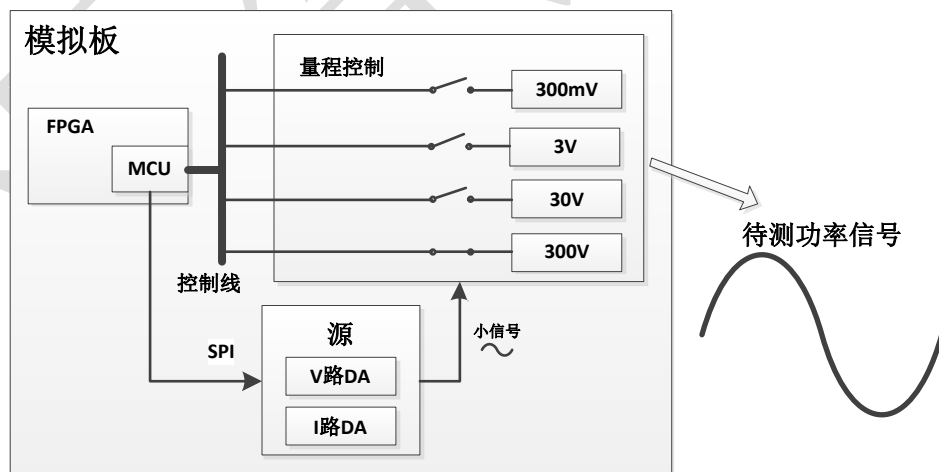 模拟板
量程控制
300mV
FPGA
MCU
3V
30V
300V
待测功率信号
控制线
源
小信号
SPI
V路DA
I路DA